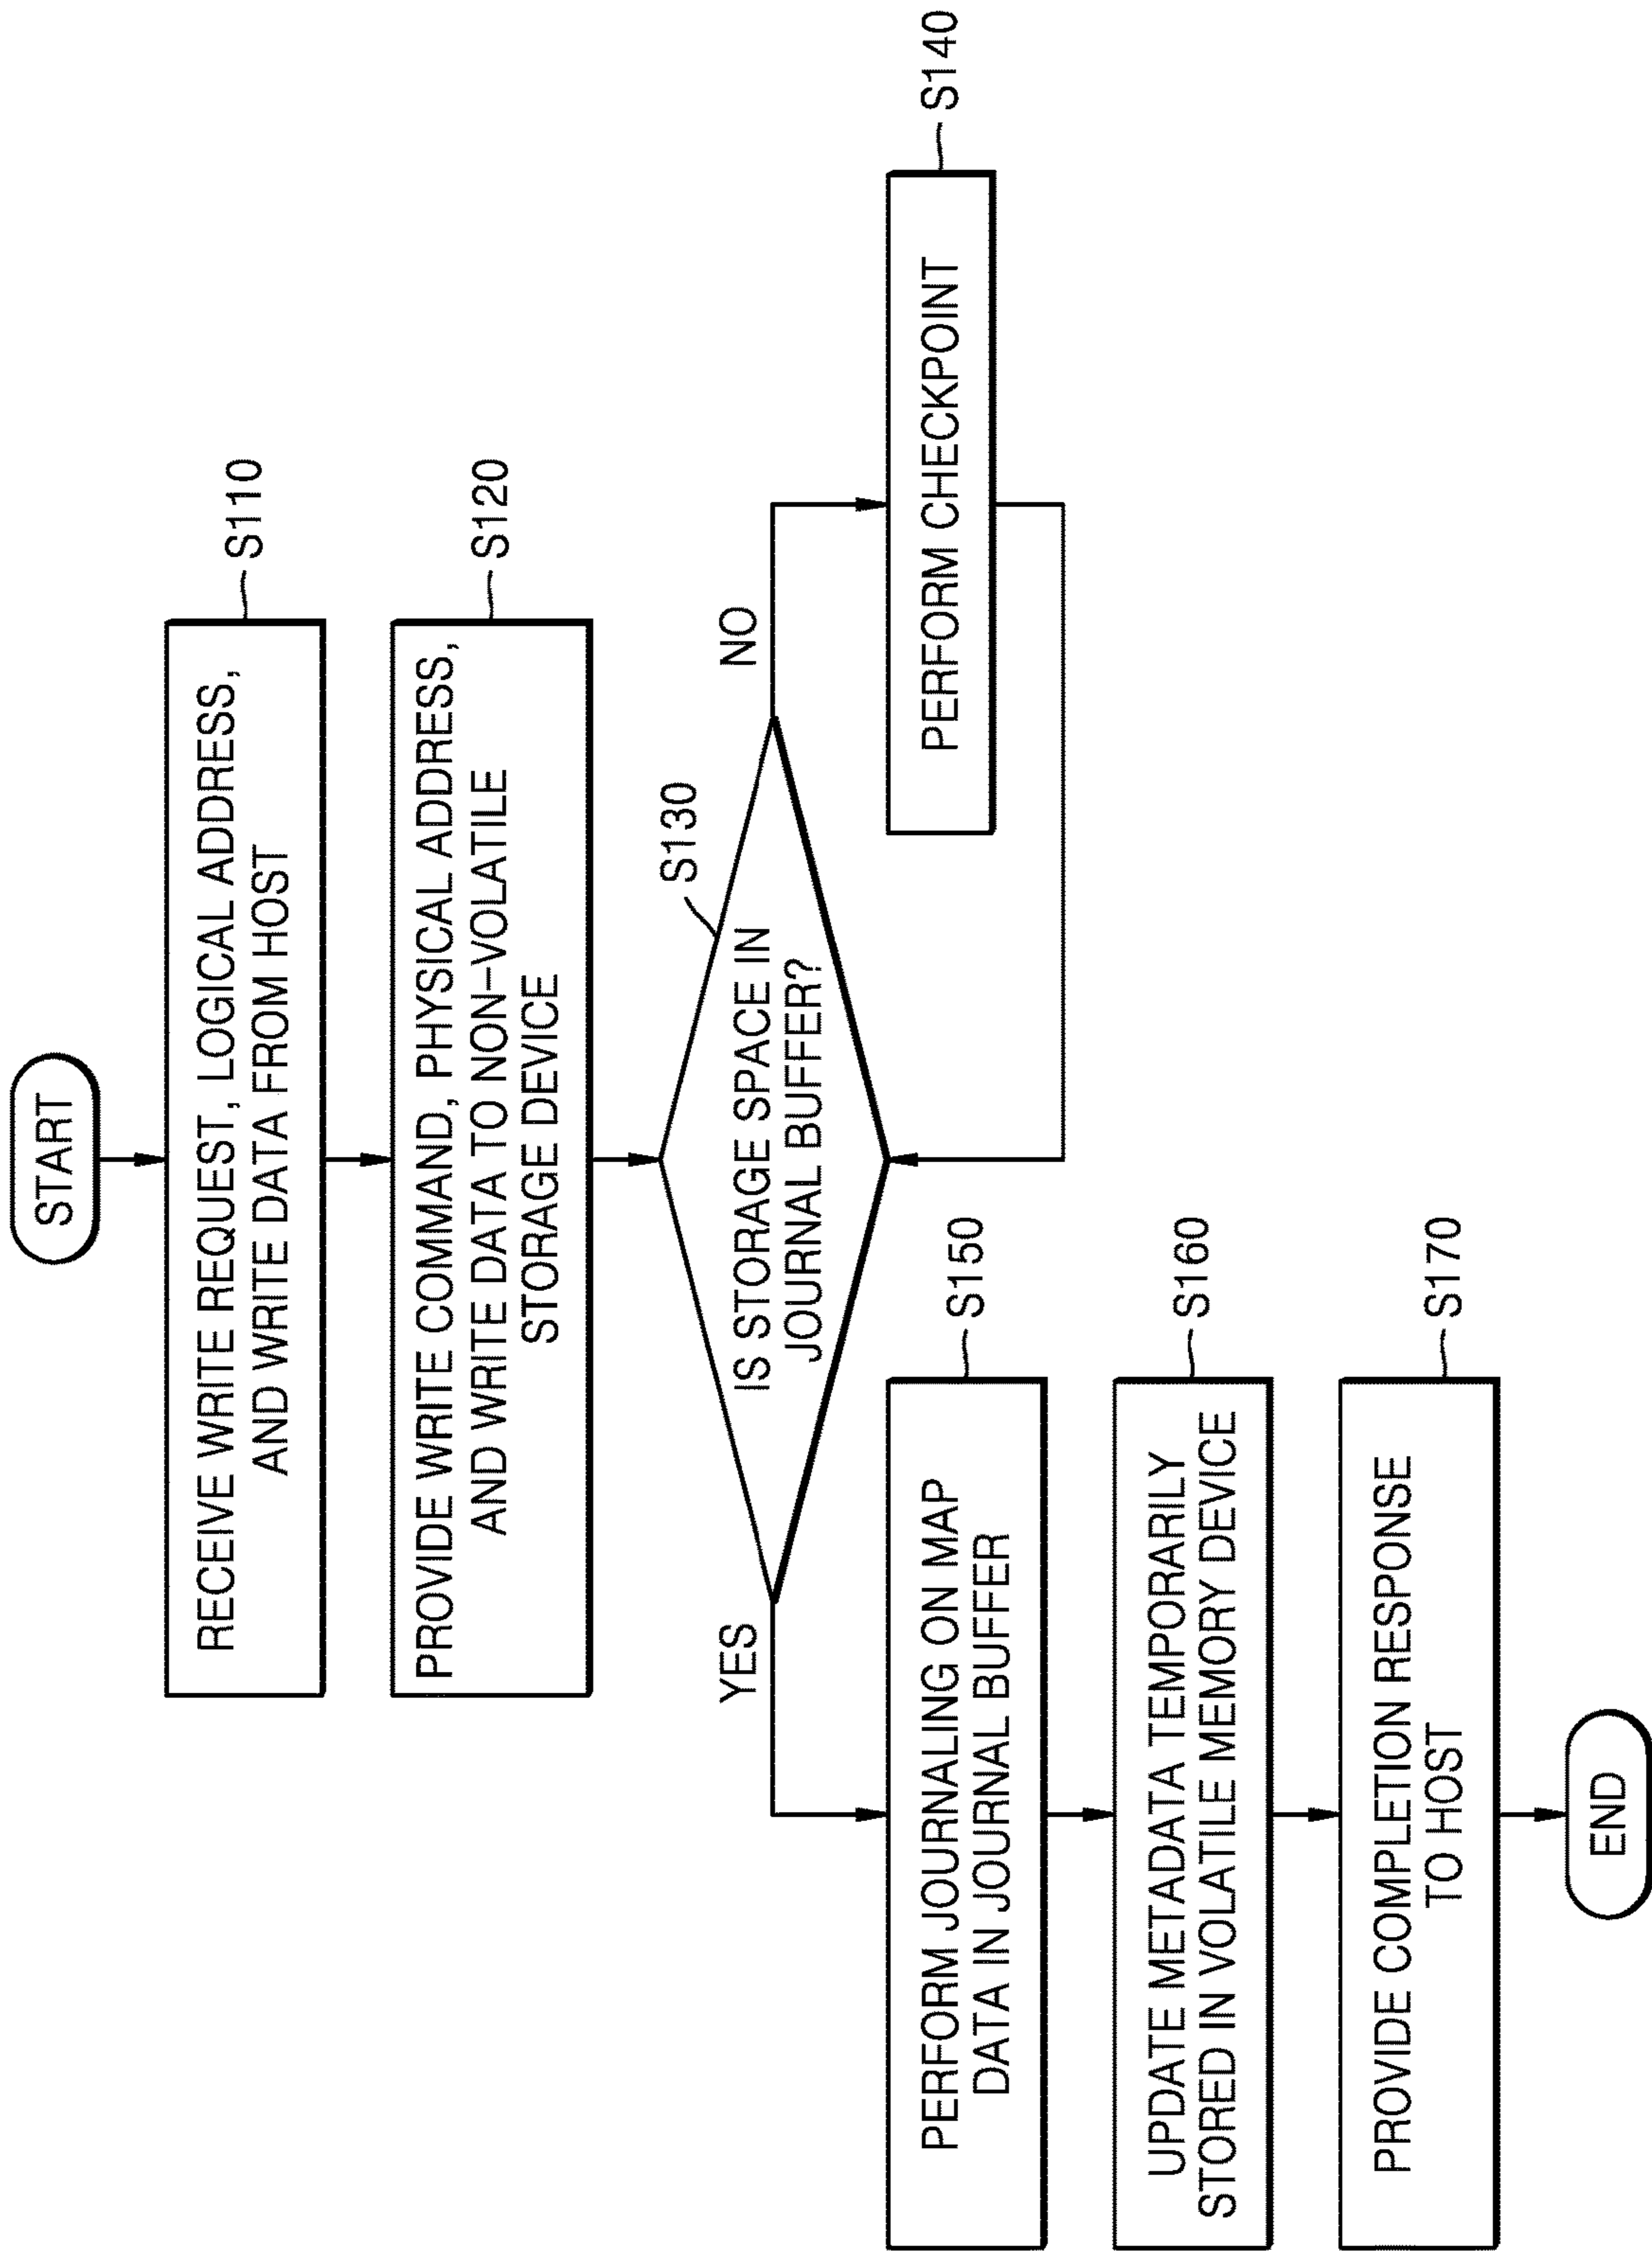 START
RECEIVE WRITE REQUEST, LOGICAL ADDRESS,
AND WRITE DATA FROM HOST
S110
PROVIDE WRITE COMMAND, PHYSICAL ADDRESS,
AND WRITE DATA TO NON-VOLATILE
STORAGE DEVICE
S120
S130
IS STORAGE SPACE IN
JOURNAL BUFFER?
YES
NO
PERFORM CHECKPOINT
S140
PERFORM JOURNALING ON MAP
DATA IN JOURNAL BUFFER
S150
UPDATE METADATA TEMPORARILY
STORED IN VOLATILE MEMORY DEVICE
S160
PROVIDE COMPLETION RESPONSE
TO HOST
S170
END